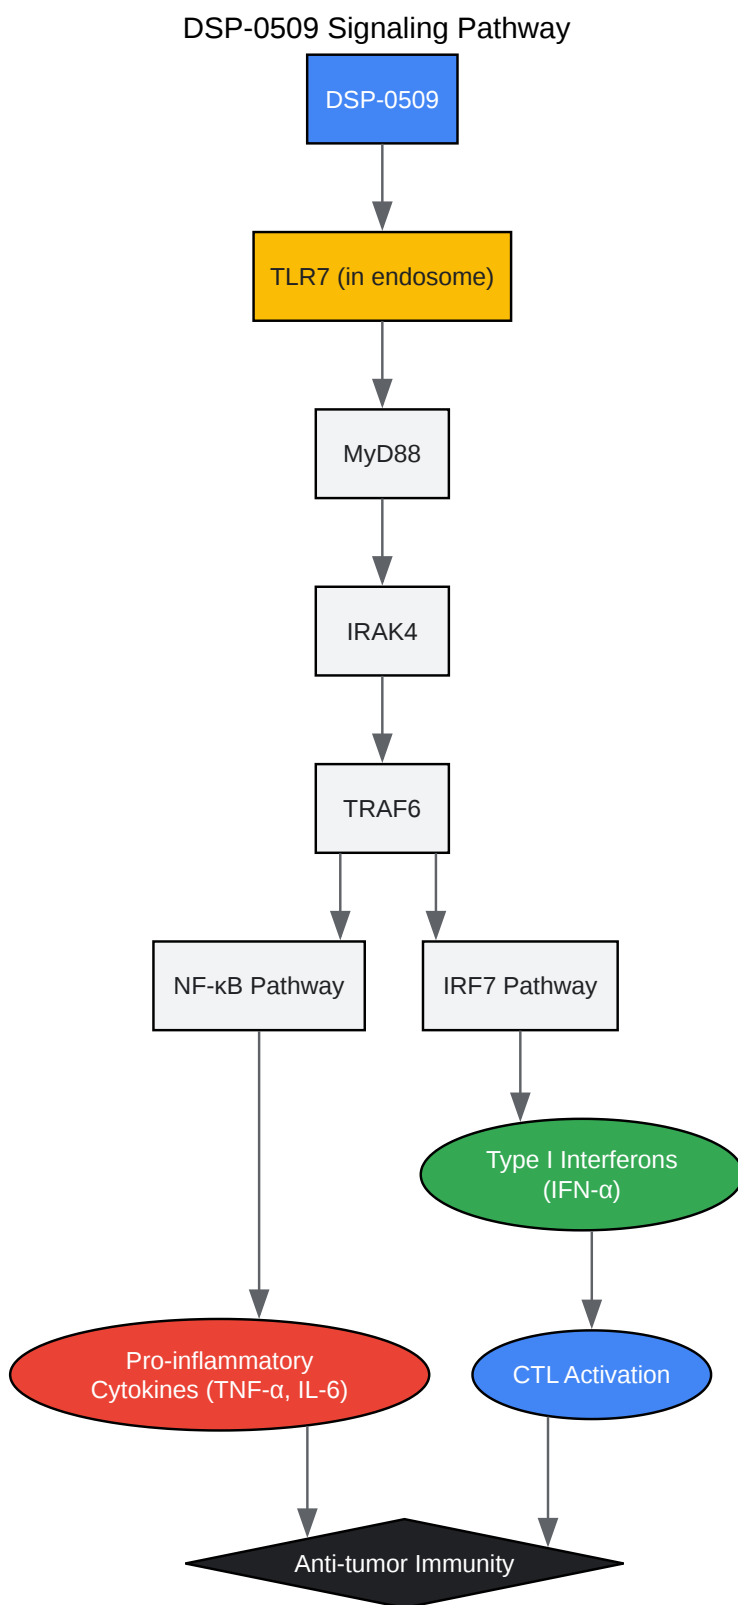 DSP-0509 Signaling Pathway
DSP-0509
TLR7 (in endosome)
MyD88
IRAK4
TRAF6
NF-κB Pathway
IRF7 Pathway
Type I Interferons
(IFN-α)
Pro-inflammatory
Cytokines (TNF-α, IL-6)
CTL Activation
Anti-tumor Immunity